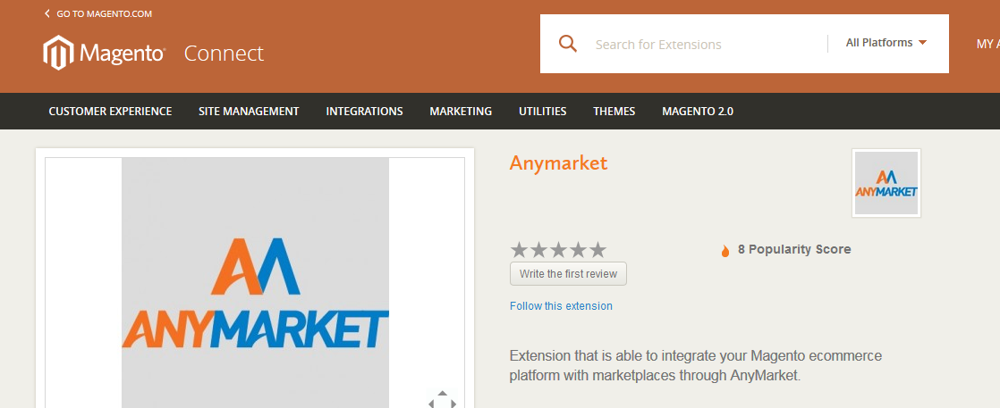 GO TO MAGENTO.COM
Magento Connect
Search for Extensions
All Platforms
MY A
CUSTOMER EXPERIENCE SITE MANAGEMENT INTEGRATIONS MARKETING UTILITIES THEMES MAGENTO 2.0
ANYMARKET
Anymarket
ANYMARKET
8 Popularity Score
Write the first review
Follow this extension
Extension that is able to integrate your Magento ecommerce
platform with marketplaces through AnyMarket.